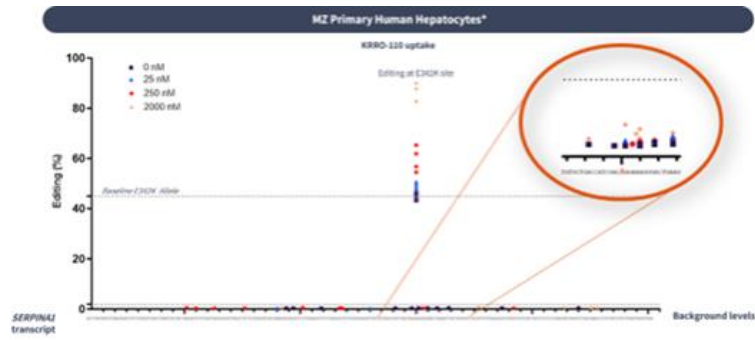 MZ Primary Human Hepatocytes*
KRRO-110 uptake
100
80
60
40
20
0
Editing (%)
0 nM
25 nM
250 nM
2000 nM
Editing at E342K site
Baseline E342K Allele
SERPINA1
transcript
Background levels